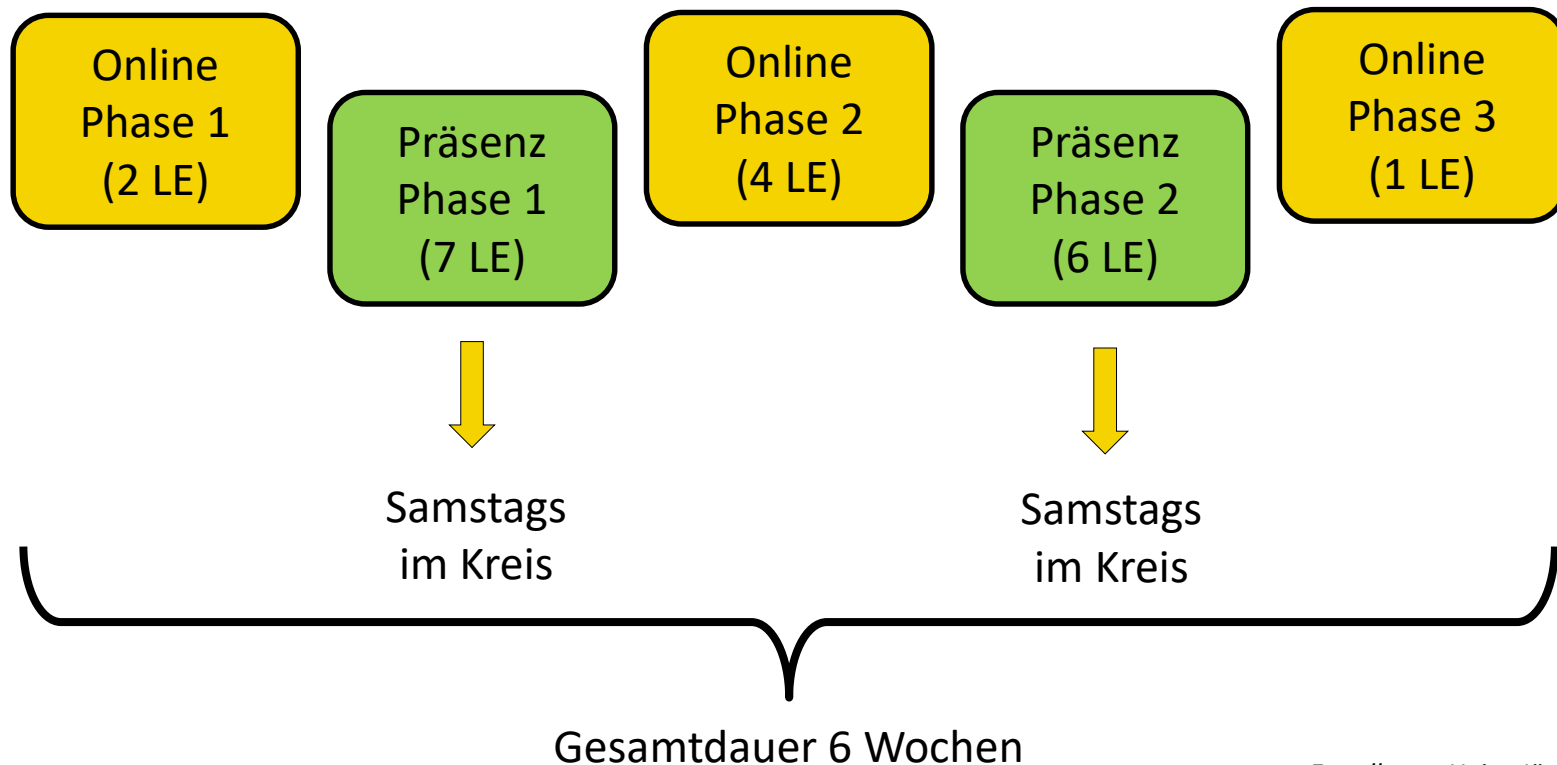 Online
Phase 1
(2 LE)
Präsenz
Phase 1
(7 LE)
Online
Phase 2
(4 LE)
Präsenz
Phase 2
(6 LE)
Online
Phase 3
(1 LE)
Samstags
im Kreis
Samstags
im Kreis
Gesamtdauer 6 Wochen